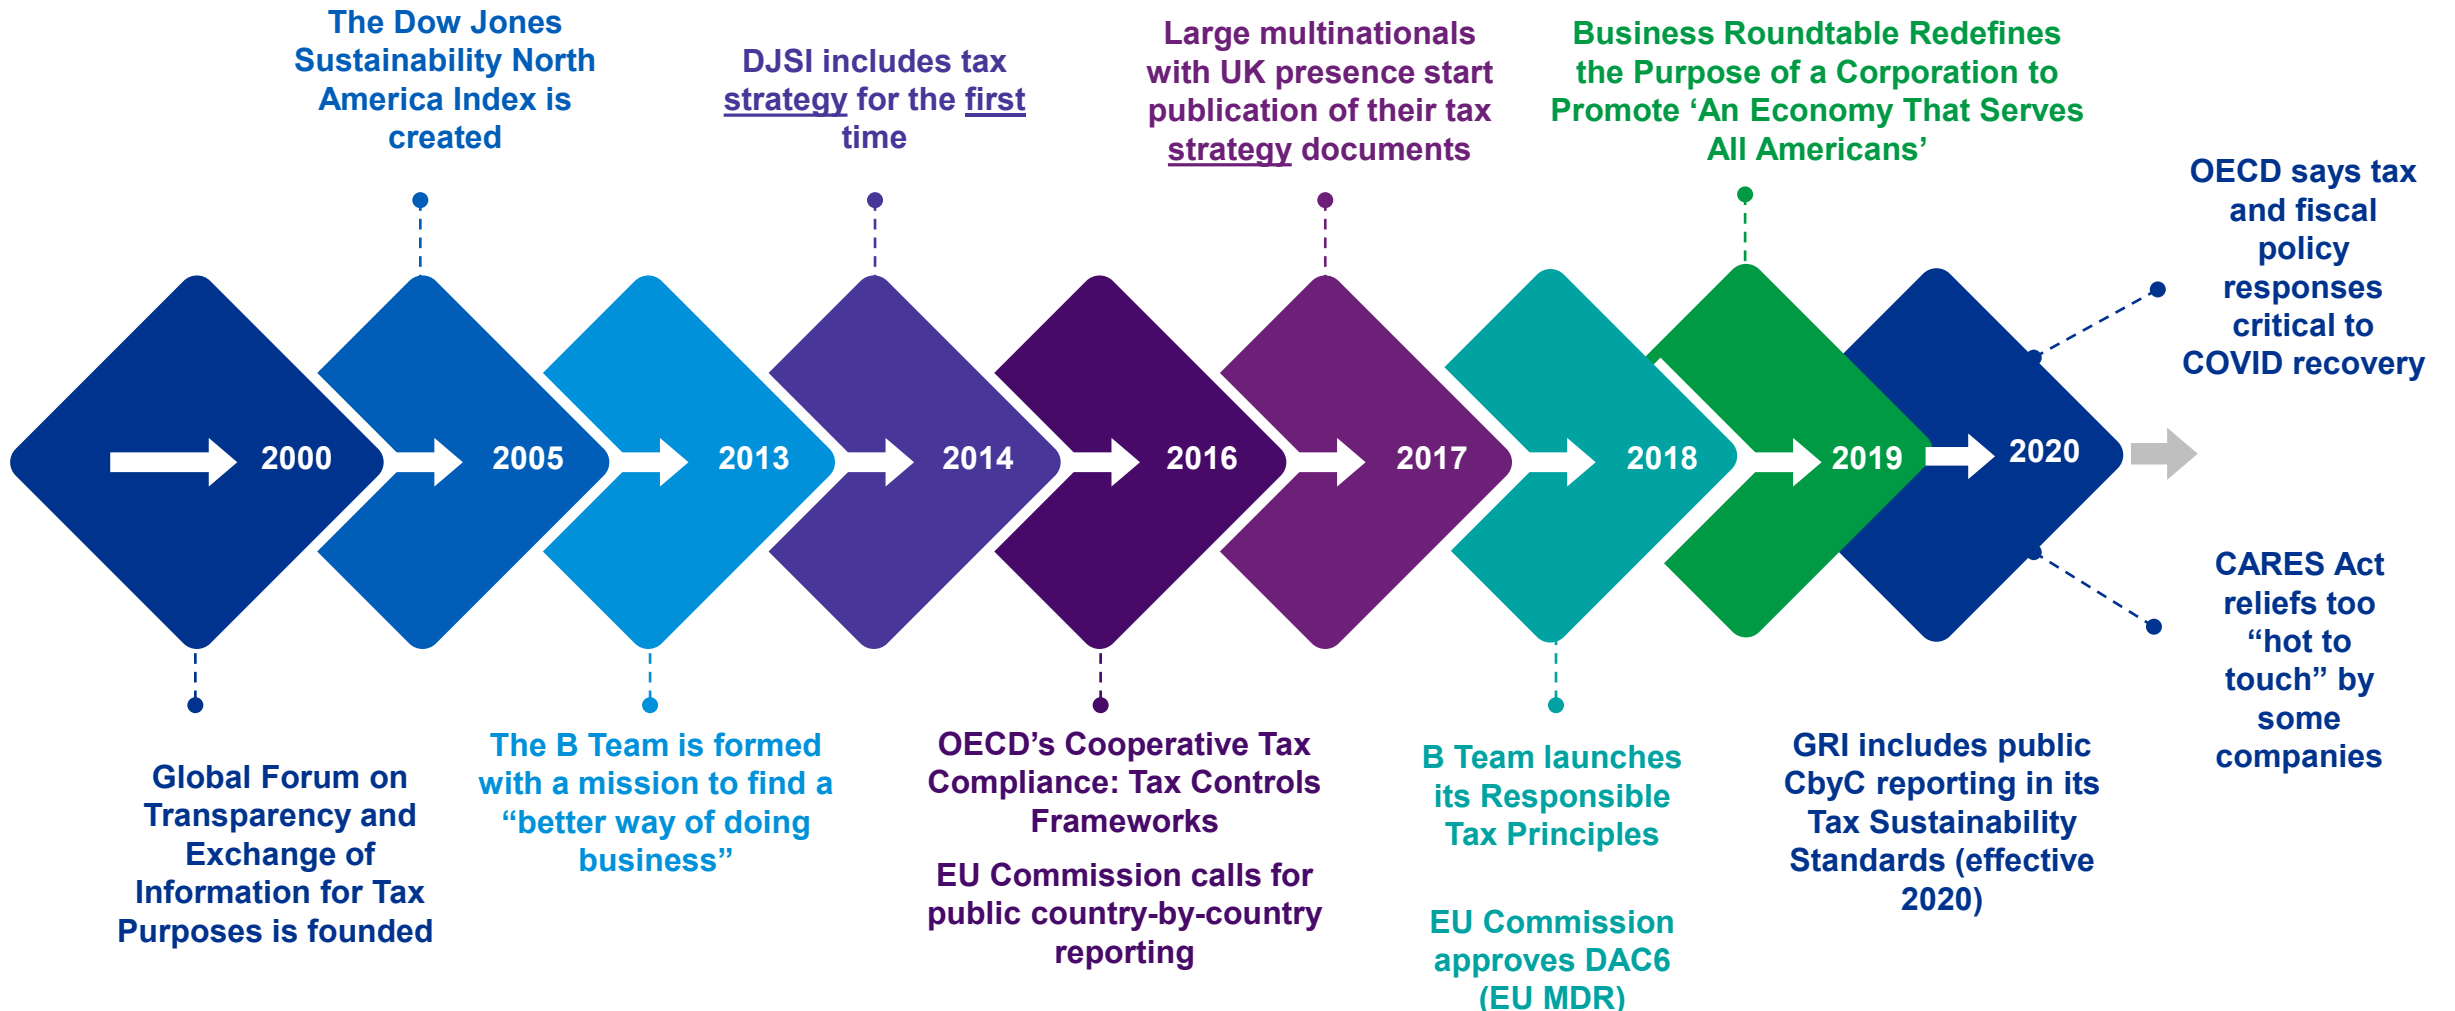 The Dow Jones
Sustainability North
America Index is
created
DJSI includes tax
strategy for the first
time
Large multinationals
with UK presence start
publication of their tax
strategy documents
Business Roundtable Redefines
the Purpose of a Corporation to
Promote ‘An Economy That Serves
All Americans’
OECD says tax
and fiscal
policy
responses
critical to
COVID recovery
2000
2005
2013
2014
2016
2017
2018
2019
2020
Global Forum on
Transparency and
Exchange of
Information for Tax
Purposes is founded
The B Team is formed
with a mission to find a
“better way of doing
business”
OECD’s Cooperative Tax
Compliance: Tax Controls
Frameworks
EU Commission calls for
public country-by-country
reporting
B Team launches
its Responsible
Tax Principles
EU Commission
approves DAC6
(EU MDR)
GRI includes public
CbyC reporting in its
Tax Sustainability
Standards (effective
2020)
CARES Act
reliefs too
“hot to
touch” by
some
companies